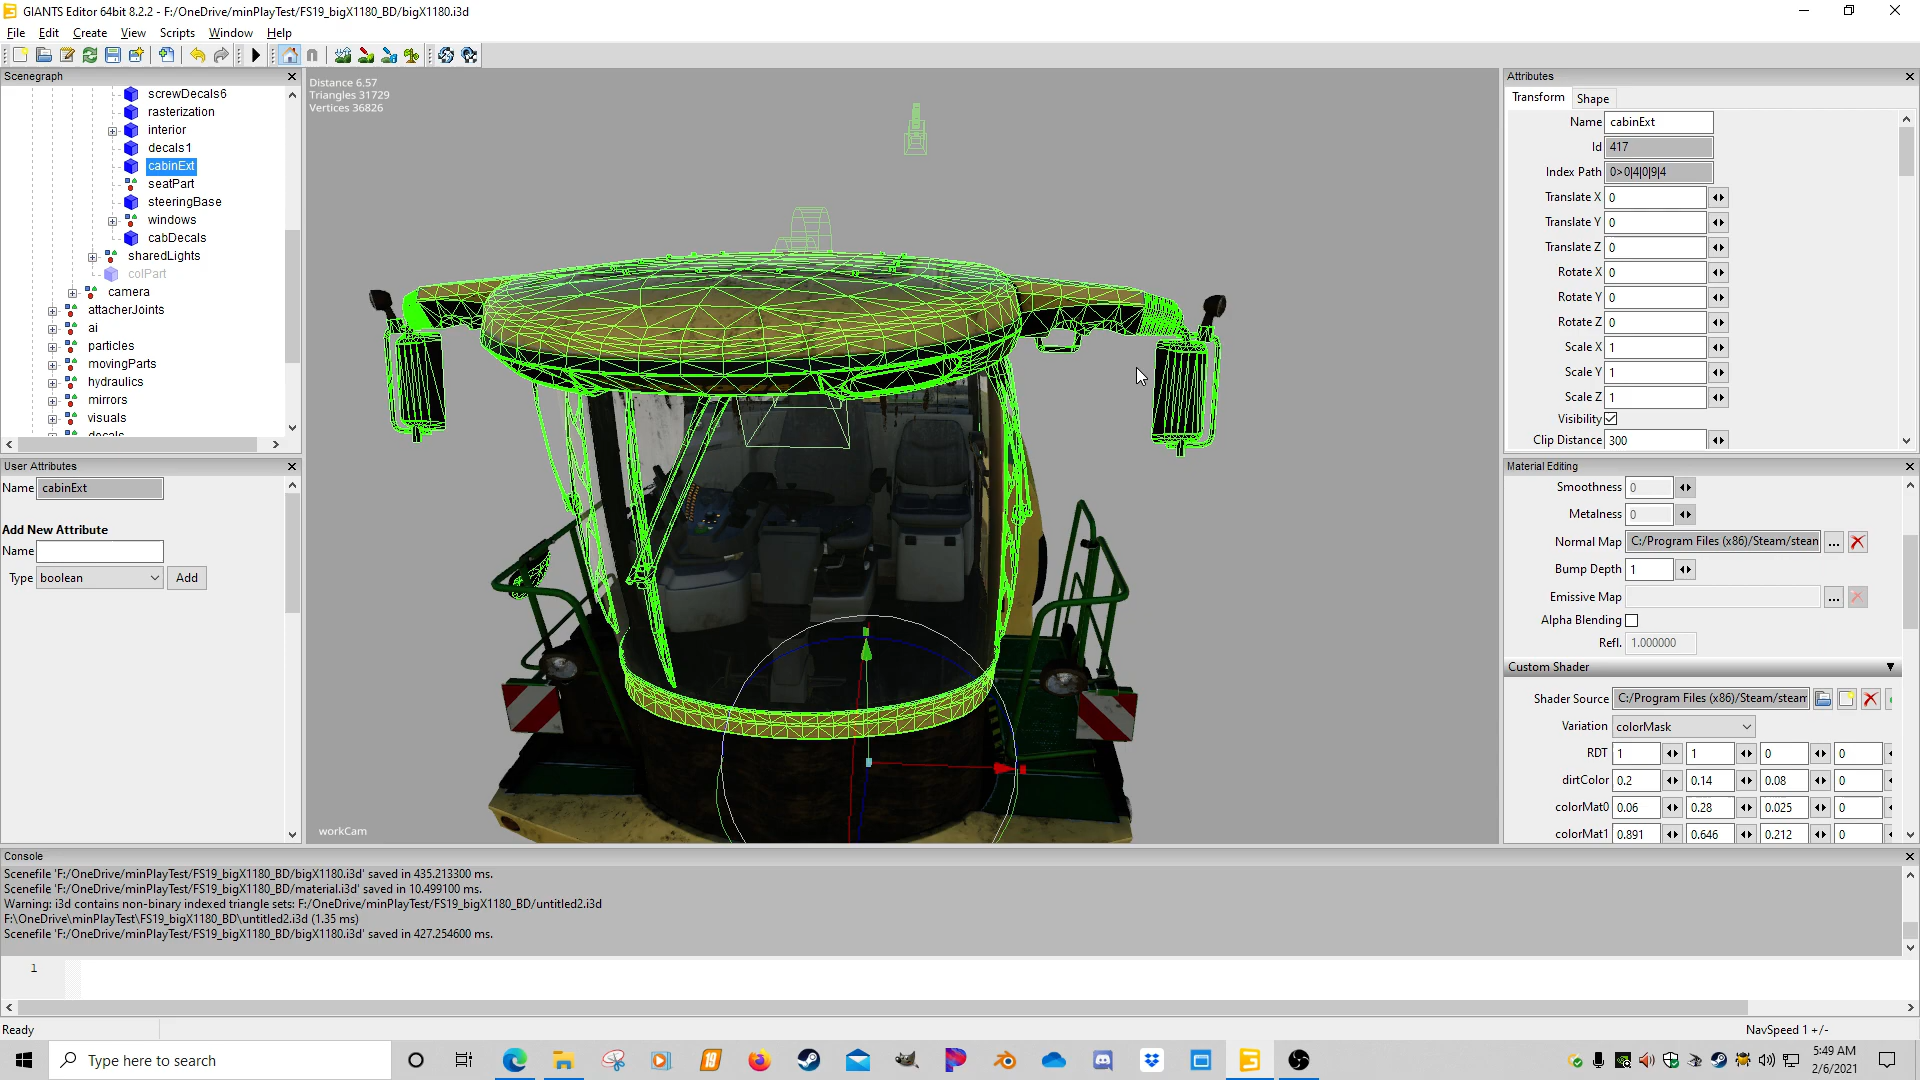 GIANTS Editor 64bit 8.2.2 - F:/OneDrive/minPlayTest/FS19_bigX1180_BD/bigX1180.i3d
File Edit Create View Scripts Window Help
Scenegraph
screwDecals6
rasterization
interior
decals1
cabinExt
seatPart
steeringBase
windows
cabDecals
sharedLights
colPart
camera
attacherJoints
ai
particles
movingParts
hydraulics
mirrors
visuals
User Attributes
Name cabinExt
Add New Attribute
Name
Type boolean Add
Distance 6.57
Triangles 31729
Vertices 36826
workCam
Attributes
Transform Shape
Name cabinExt
Id 417
Index Path 0>0|4|0|9|4
Translate X 0
Translate Y 0
Translate Z 0
Rotate X 0
Rotate Y 0
Rotate Z 0
Scale X 1
Scale Y 1
Scale Z 1
Visibility
Clip Distance 300
Material Editing
Smoothness 0
Metalness 0
Normal Map C:/Program Files (x86)/Steam/stean ...
Bump Depth 1
Emissive Map ...
Alpha Blending
Refl. 1.000000
Custom Shader
Shader Source C:/Program Files (x86)/Steam/steam
Variation colorMask
RDT 1 1 0 0
dirtColor 0.2 0.14 0.08 0
colorMat0 0.06 0.28 0.025 0
colorMat1 0.891 0.646 0.212 0
Console
Scenefile 'F:/OneDrive/minPlayTest/FS19_bigX1180_BD/bigX1180.i3d' saved in 435.213300 ms.
Scenefile 'F:/OneDrive/minPlayTest/FS19_bigX1180_BD/material.i3d' saved in 10.499100 ms.
Warning: i3d contains non-binary indexed triangle sets: F:/OneDrive/minPlayTest/FS19_bigX1180_BD/untitled2.i3d
F:\OneDrive\minPlayTest\FS19_bigX1180_BD\untitled2.i3d (1.35 ms)
Scenefile 'F:/OneDrive/minPlayTest/FS19_bigX1180_BD/bigX1180.i3d' saved in 427.254600 ms.
1
Ready
NavSpeed 1 +/-
Type here to search
19
5:49 AM
2/6/2021